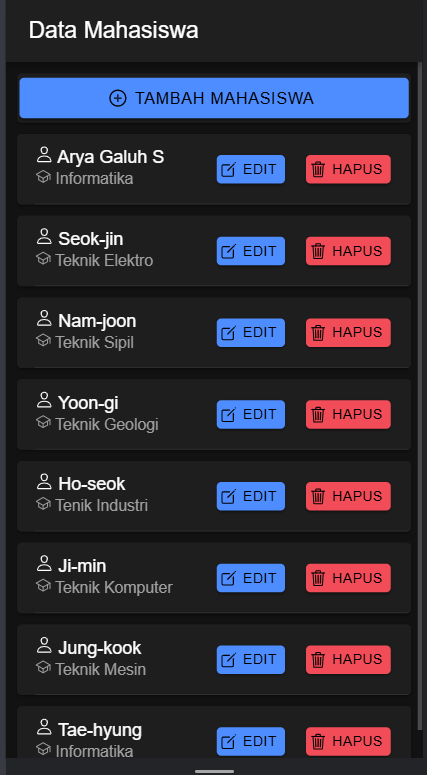 Data Mahasiswa
TAMBAH MAHASISWA
Arya Galuh S
Informatika
EDIT
HAPUS
Seok-jin
Teknik Elektro
EDIT
HAPUS
Nam-joon
Teknik Sipil
EDIT
HAPUS
Yoon-gi
Teknik Geologi
EDIT
HAPUS
Ho-seok
Tenik Industri
EDIT
HAPUS
Ji-min
Teknik Komputer
EDIT
HAPUS
Jung-kook
Teknik Mesin
EDIT
HAPUS
Tae-hyung
Informatika
EDIT
HAPUS